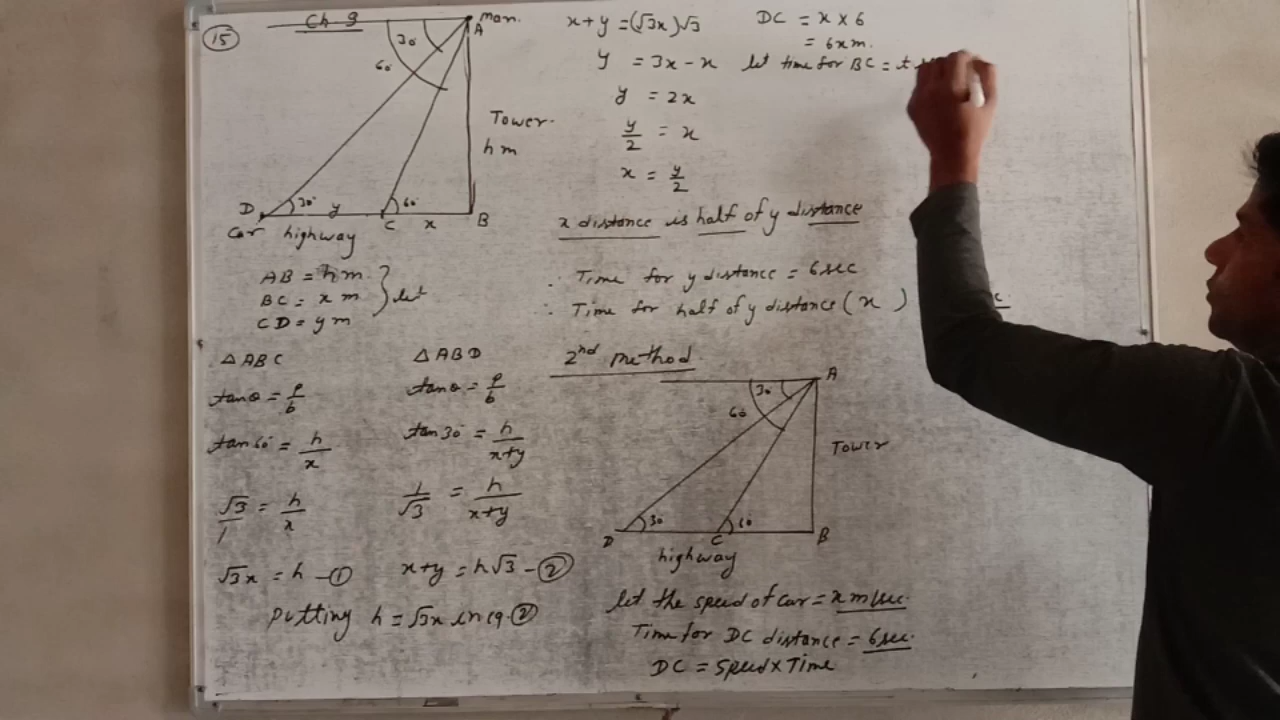 15
Ch 9
Man.
A
30°
60°
Tower.
h m
D 30° y C 60° x B
Car highway
AB = h m
BC = x m } let
CD = y m
△ABC
tanθ = p/b
tan60° = h/x
√3/1 = h/x
√3x = h - ①
△ABD
tanθ = p/b
tan30° = h/x+y
1/√3 = h/x+y
x+y = h√3 - ②
Putting h = √3x in eq.②
x+y = (√3x)√3
y = 3x - x
y = 2x
y/2 = x
x = y/2
x distance is half of y distance
∴ Time for y distance = 6sec
∴ Time for half of y distance (x)
2nd method
A
30°
60°
Tower
D 30 C 60 B
highway
let the speed of car = x m/sec.
Time for DC distance = 6sec.
DC = Speed x Time
DC = x x 6
= 6x m.
let time for BC = t